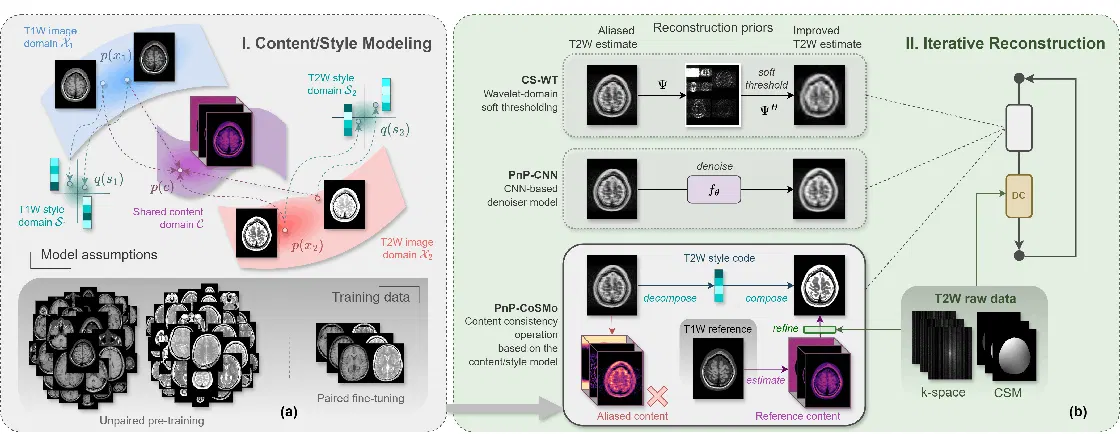 I. Content/Style Modeling
T1W image
domain 𝒳₁
p(x₁)
T2W style
domain 𝒮₂
q(s₂)
q(s₁)
T1W style
domain 𝒮₁
p(c)
Shared content
domain 𝒞
p(x₂)
T2W image
domain 𝒳₂
Model assumptions
Training data
Unpaired pre-training
Paired fine-tuning
(a)
II. Iterative Reconstruction
Reconstruction priors
Aliased
T2W estimate
Improved
T2W estimate
CS-WT
Wavelet-domain
soft thresholding
Ψ
soft
threshold
Ψᴴ
PnP-CNN
CNN-based
denoiser model
denoise
f_θ
PnP-CoSMo
Content consistency
operation
based on the
content/style model
T2W style code
decompose
compose
T1W reference
refine
estimate
Aliased content
Reference content
DC
T2W raw data
k-space
CSM
(b)